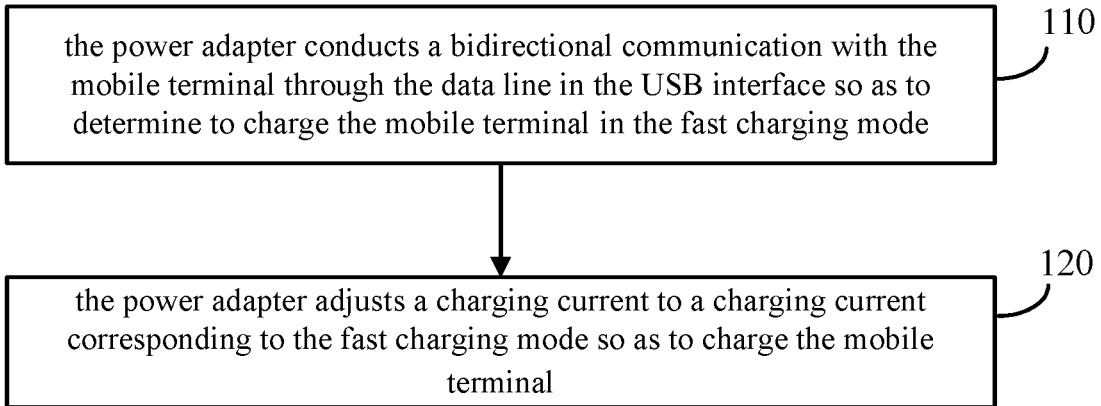 the power adapter conducts a bidirectional communication with the
mobile terminal through the data line in the USB interface so as to
determine to charge the mobile terminal in the fast charging mode
110
the power adapter adjusts a charging current to a charging current
corresponding to the fast charging mode so as to charge the mobile
terminal
120